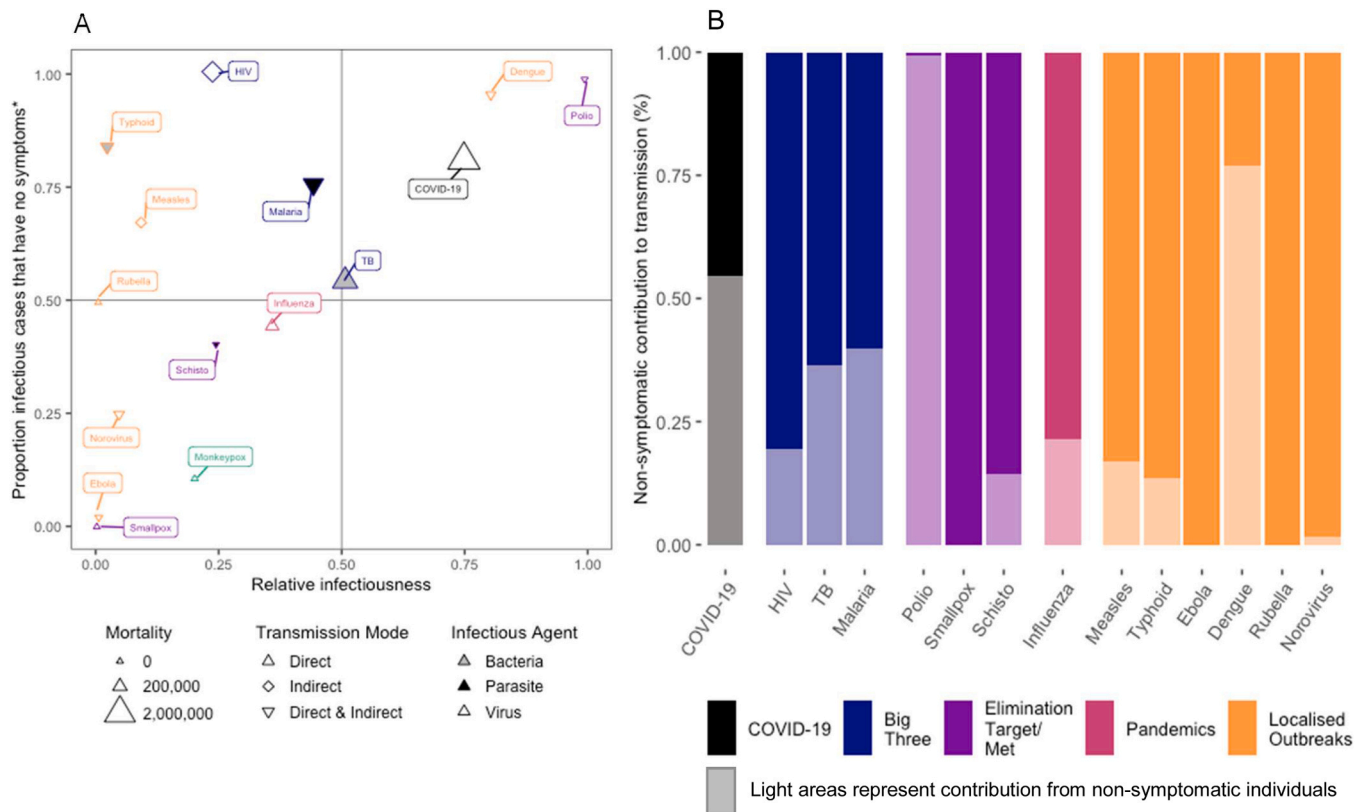 A
Proportion infectious cases that have no symptoms*
1.00
0.75
0.50
0.25
0.00
HIV
Dengue
Polio
Typhoid
COVID-19
Measles
Malaria
TB
Rubella
Influenza
Schisto
Norovirus
Monkeypox
Ebola
Smallpox
0.00
0.25
0.50
0.75
1.00
Relative infectiousness
Mortality
0
200,000
2,000,000
Transmission Mode
Direct
Indirect
Direct & Indirect
Infectious Agent
Bacteria
Parasite
Virus
B
Non-symptomatic contribution to transmission (%)
1.00
0.75
0.50
0.25
0.00
COVID-19
HIV
TB
Malaria
Polio
Smallpox
Schisto
Influenza
Measles
Typhoid
Ebola
Dengue
Rubella
Norovirus
COVID-19
Big
Three
Elimination
Target/
Met
Pandemics
Localised
Outbreaks
Light areas represent contribution from non-symptomatic individuals